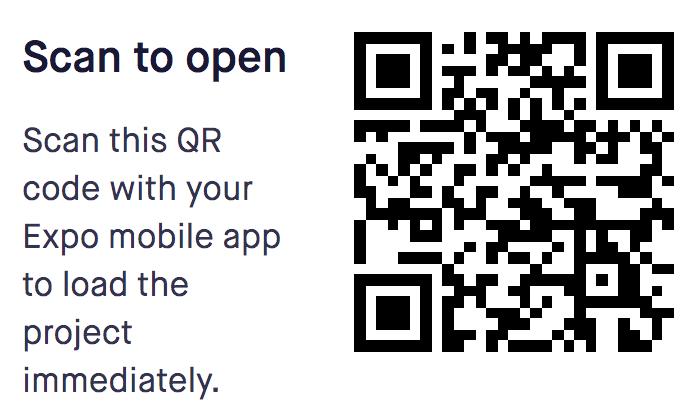 Scan to open
Scan this QR
code with your
Expo mobile app
to load the
project
immediately.